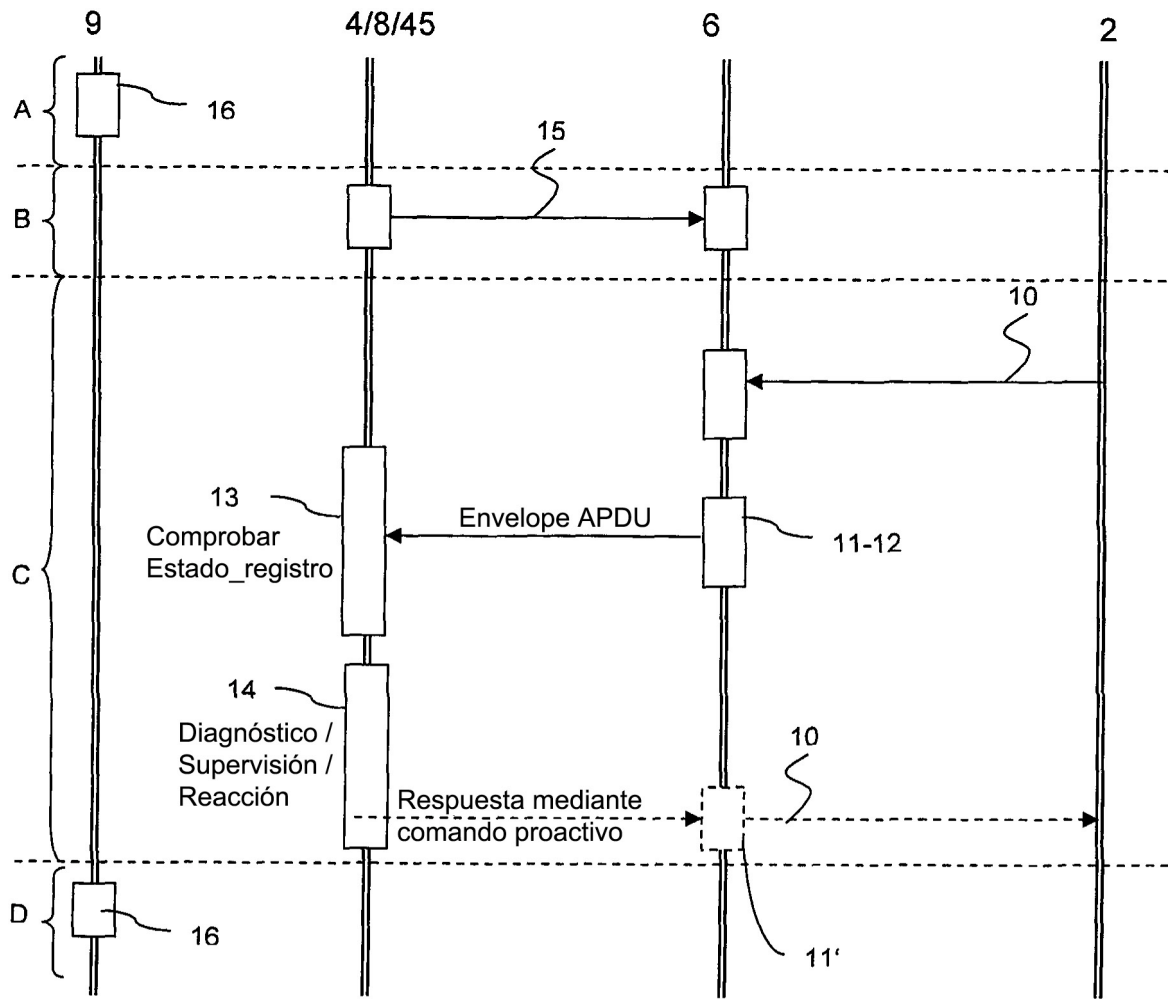 9
4/8/45
6
2
A
16
15
B
10
13
Comprobar
Estado_registro
Envelope APDU
11-12
C
14
Diagnóstico /
Supervisión /
Reacción
10
Respuesta mediante
comando proactivo
D
16
11'